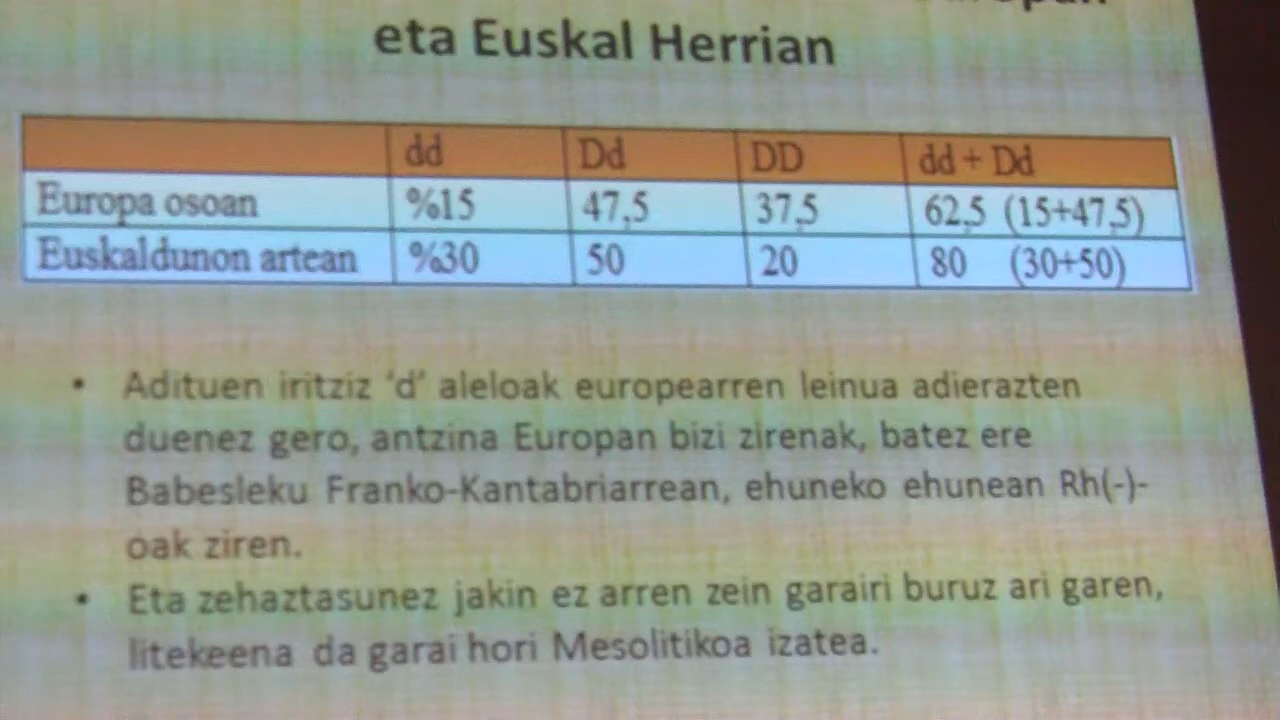 eta Euskal Herrian
dd Dd DD dd + Dd
Europa osoan %15 47,5 37,5 62,5 (15+47,5)
Euskaldunon artean %30 50 20 80 (30+50)
• Adituen iritziz ‘d’ aleloak europearren leinua adierazten
duenez gero, antzina Europan bizi zirenak, batez ere
Babesleku Franko-Kantabriarrean, ehuneko ehunean Rh(-)-
oak ziren.
• Eta zehaztasunez jakin ez arren zein garairi buruz ari garen,
litekeena da garai hori Mesolitikoa izatea.